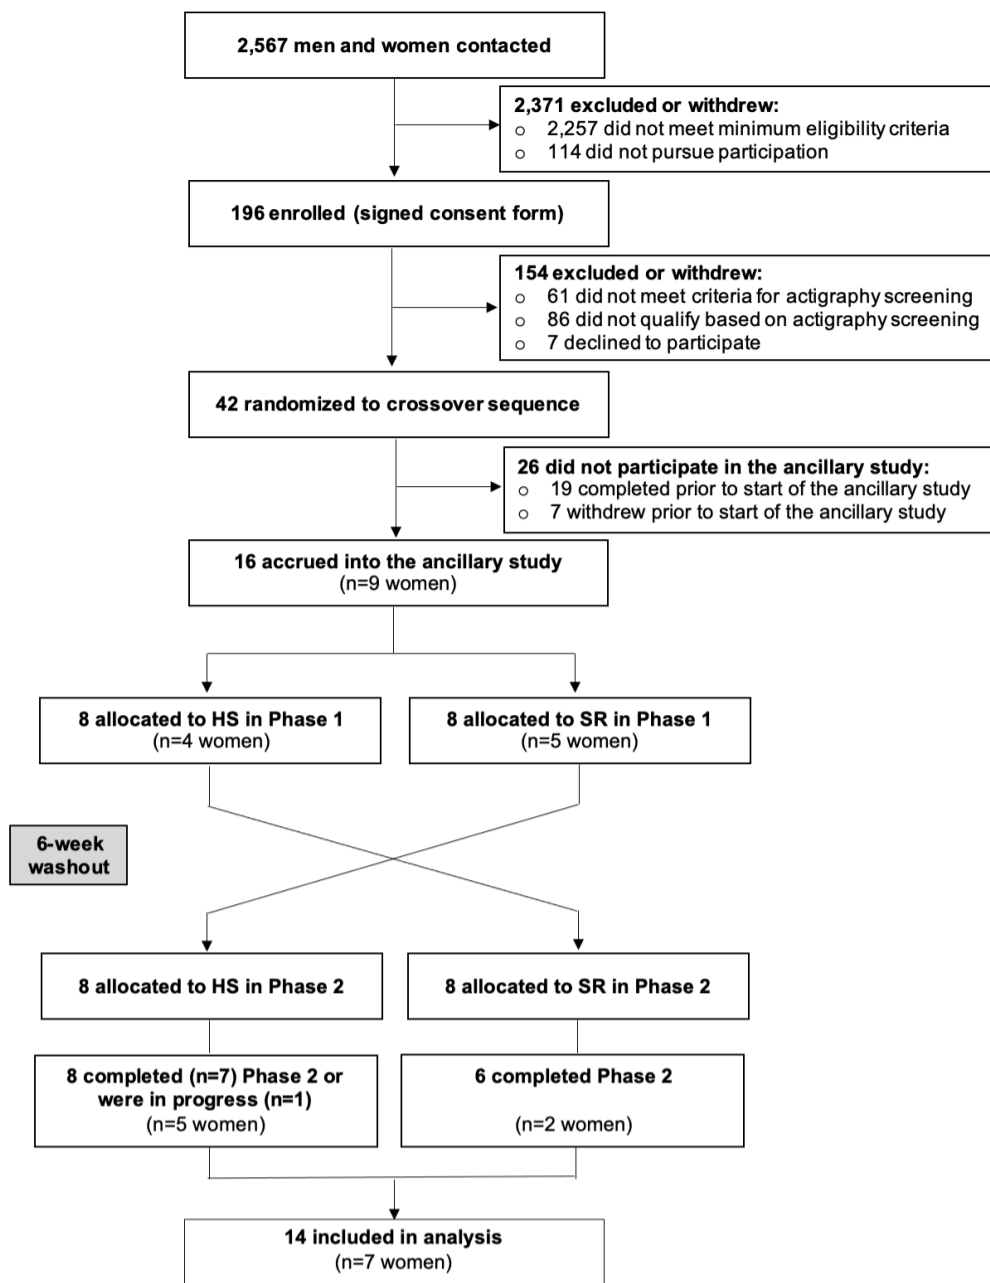 2,567 men and women contacted
2,371 excluded or withdrew:
○ 2,257 did not meet minimum eligibility criteria
○ 114 did not pursue participation
196 enrolled (signed consent form)
154 excluded or withdrew:
○ 61 did not meet criteria for actigraphy screening
○ 86 did not qualify based on actigraphy screening
○ 7 declined to participate
42 randomized to crossover sequence
26 did not participate in the ancillary study:
○ 19 completed prior to start of the ancillary study
○ 7 withdrew prior to start of the ancillary study
16 accrued into the ancillary study
(n=9 women)
8 allocated to HS in Phase 1
(n=4 women)
8 allocated to SR in Phase 1
(n=5 women)
6-week
washout
8 allocated to HS in Phase 2
8 allocated to SR in Phase 2
8 completed (n=7) Phase 2 or
were in progress (n=1)
(n=5 women)
6 completed Phase 2
(n=2 women)
14 included in analysis
(n=7 women)